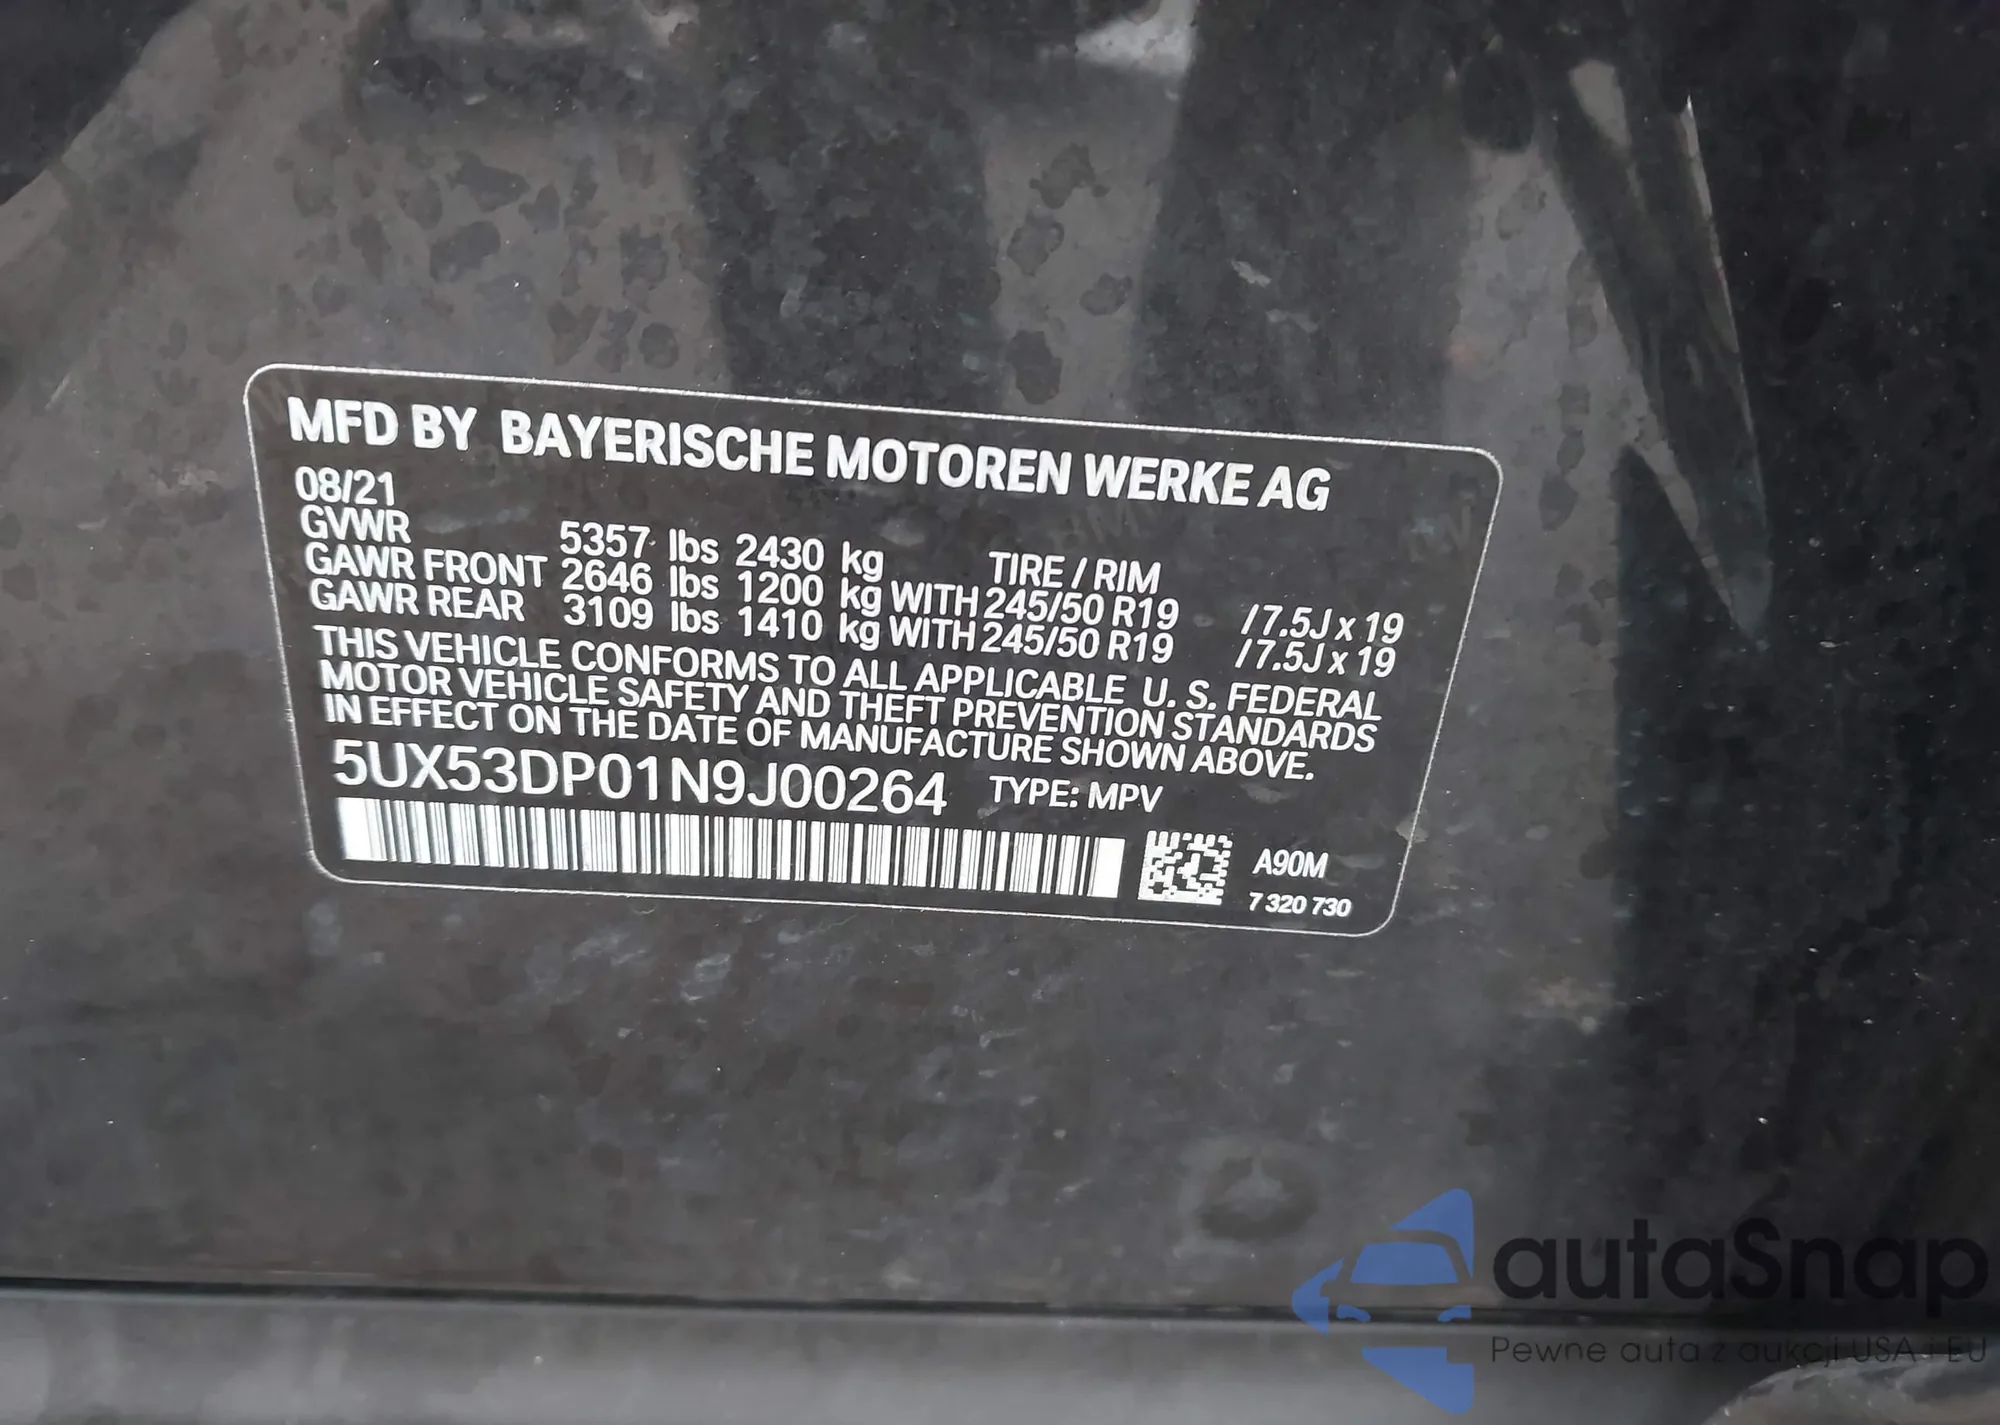 MFD BY BAYERISCHE MOTOREN WERKE AG
08/21
GVWR 5357 lbs 2430 kg TIRE / RIM
GAWR FRONT 2646 lbs 1200 kg WITH 245/50 R19 / 7.5J x 19
GAWR REAR 3109 lbs 1410 kg WITH 245/50 R19 / 7.5J x 19
THIS VEHICLE CONFORMS TO ALL APPLICABLE U. S. FEDERAL
MOTOR VEHICLE SAFETY AND THEFT PREVENTION STANDARDS
IN EFFECT ON THE DATE OF MANUFACTURE SHOWN ABOVE.
5UX53DP01N9J00264 TYPE: MPV
A90M
7 320 730
autaSnap
Pewne auta z aukcji USA i EU